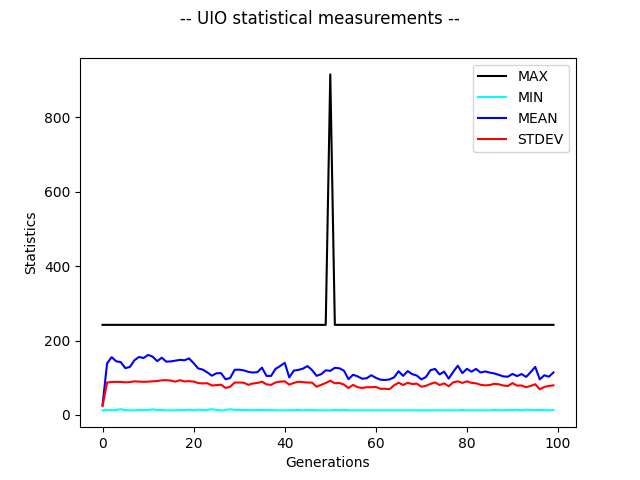 -- UIO statistical measurements --
MAX
MIN
MEAN
STDEV
800
600
400
200
0
Statistics
0 20 40 60 80 100
Generations